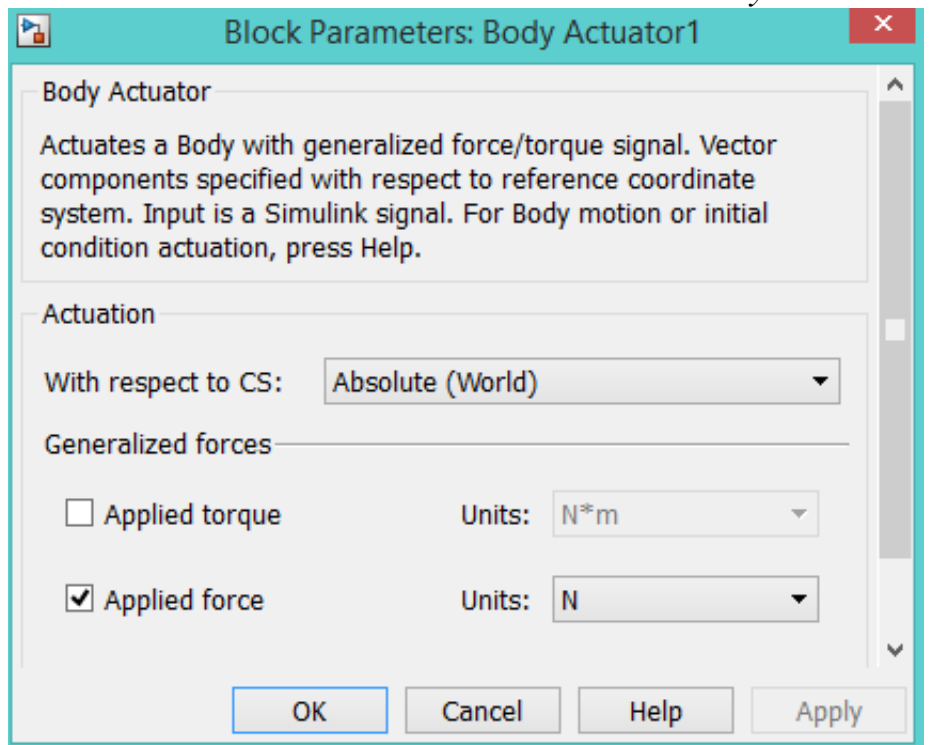 Block Parameters: Body Actuator1
Body Actuator
Actuates a Body with generalized force/torque signal. Vector
components specified with respect to reference coordinate
system. Input is a Simulink signal. For Body motion or initial
condition actuation, press Help.
Actuation
With respect to CS: Absolute (World)
Generalized forces
Applied torque Units: N*m
Applied force Units: N
OK Cancel Help Apply